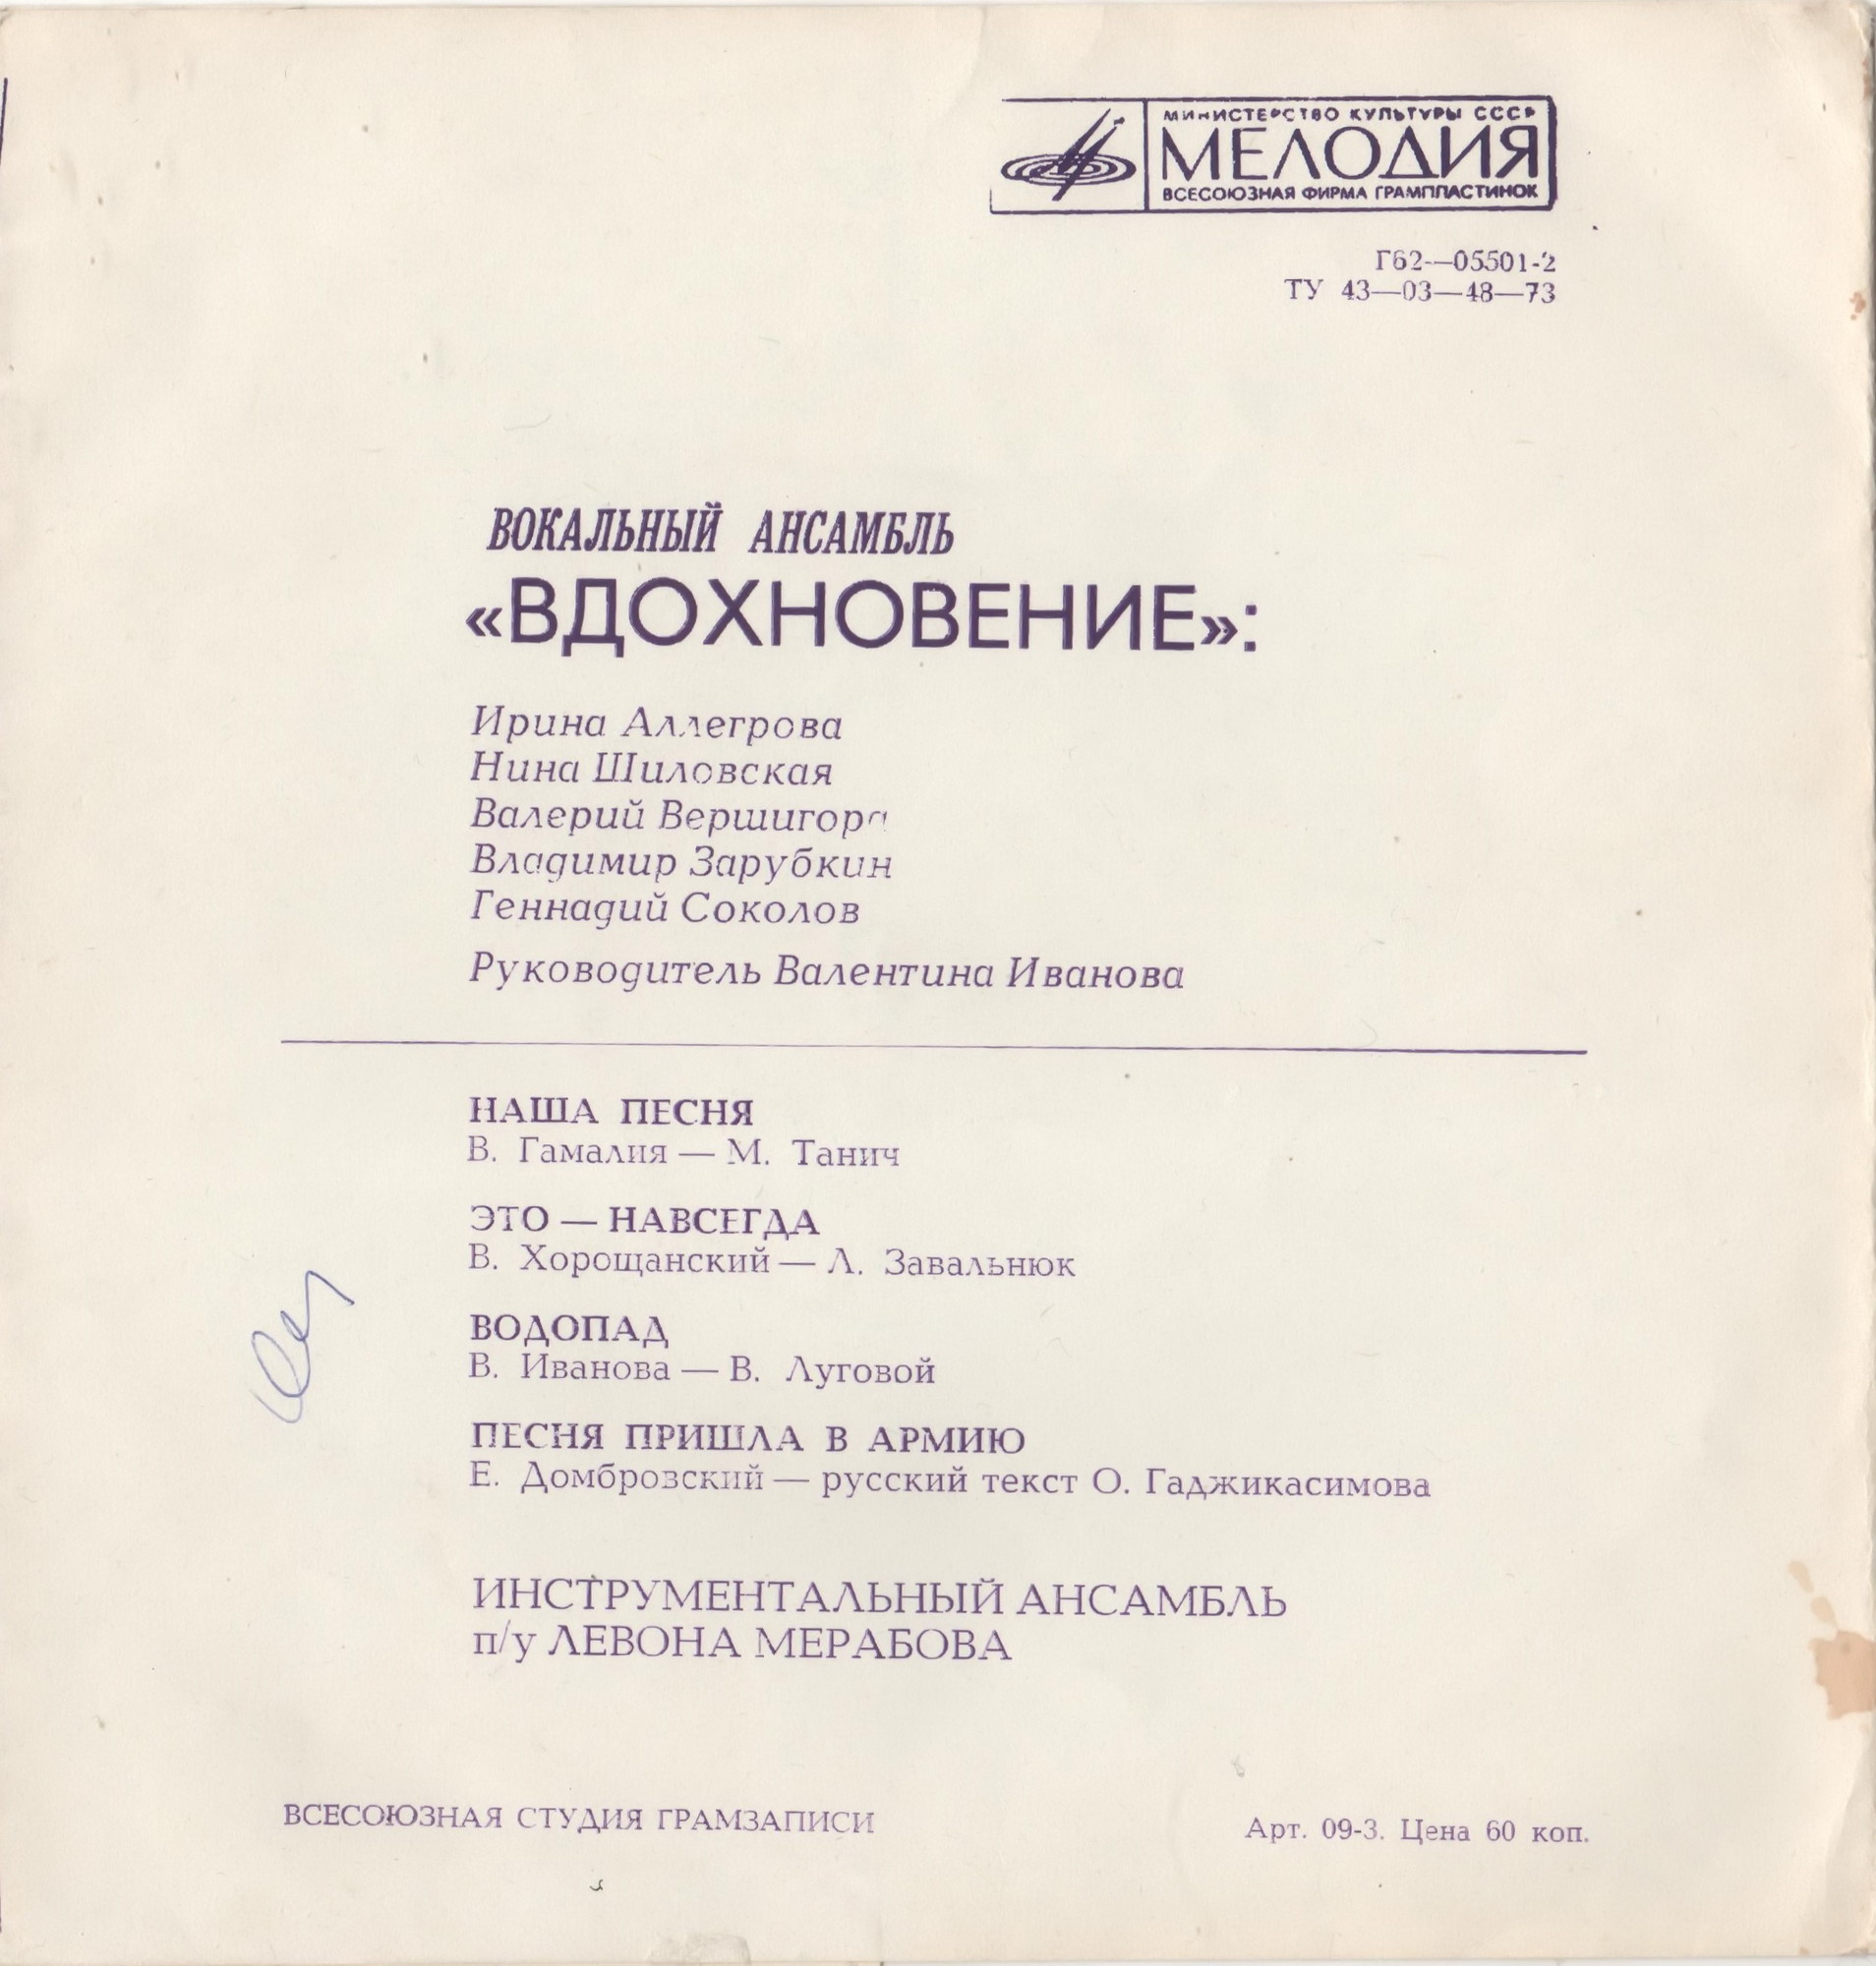 МИНИСТЕРСТВО КУЛЬТУРЫ СССР
МЕЛОДИЯ
ВСЕСОЮЗНАЯ ФИРМА ГРАМПЛАСТИНОК
Г62—05501-2
ТУ 43—03—48—73
ВОКАЛЬНЫЙ АНСАМБЛЬ
«ВДОХНОВЕНИЕ»:
Ирина Аллегрова
Нина Шиловская
Валерий Вершигора
Владимир Зарубкин
Геннадий Соколов
Руководитель Валентина Иванова
НАША ПЕСНЯ
В. Гамалия — М. Танич
ЭТО — НАВСЕГДА
В. Хорощанский — Л. Завальнюк
ВОДОПАД
В. Иванова — В. Луговой
ПЕСНЯ ПРИШЛА В АРМИЮ
Е. Домбровский — русский текст О. Гаджикасимова
ИНСТРУМЕНТАЛЬНЫЙ АНСАМБЛЬ
п/у ЛЕВОНА МЕРАБОВА
ВСЕСОЮЗНАЯ СТУДИЯ ГРАМЗАПИСИ
Арт. 09-3. Цена 60 коп.